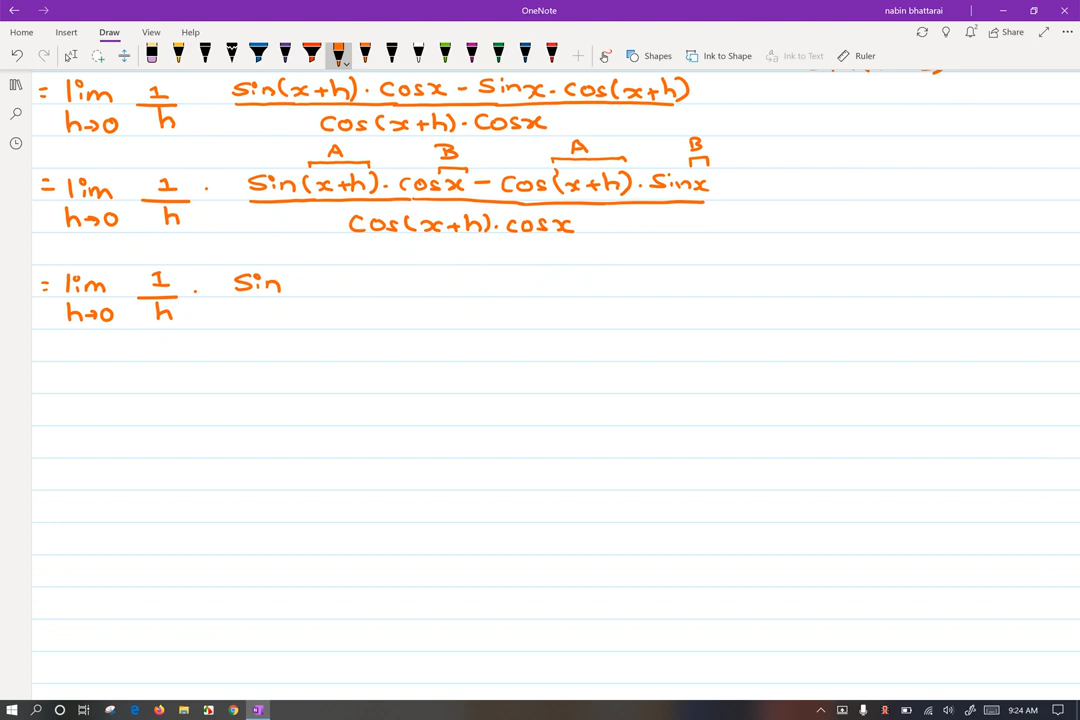 OneNote
nabin bhattarai
Home Insert Draw View Help
Share
Shapes Ink to Shape Ink to Text Ruler
= lim 1/h sin(x+h) · cosx − sinx · cos(x+h)
h→0 cos(x+h) · cosx
A B A B
= lim 1/h · sin(x+h) · cosx − cos(x+h) · sinx
h→0 cos(x+h) · cosx
= lim 1/h · sin
h→0
9:24 AM